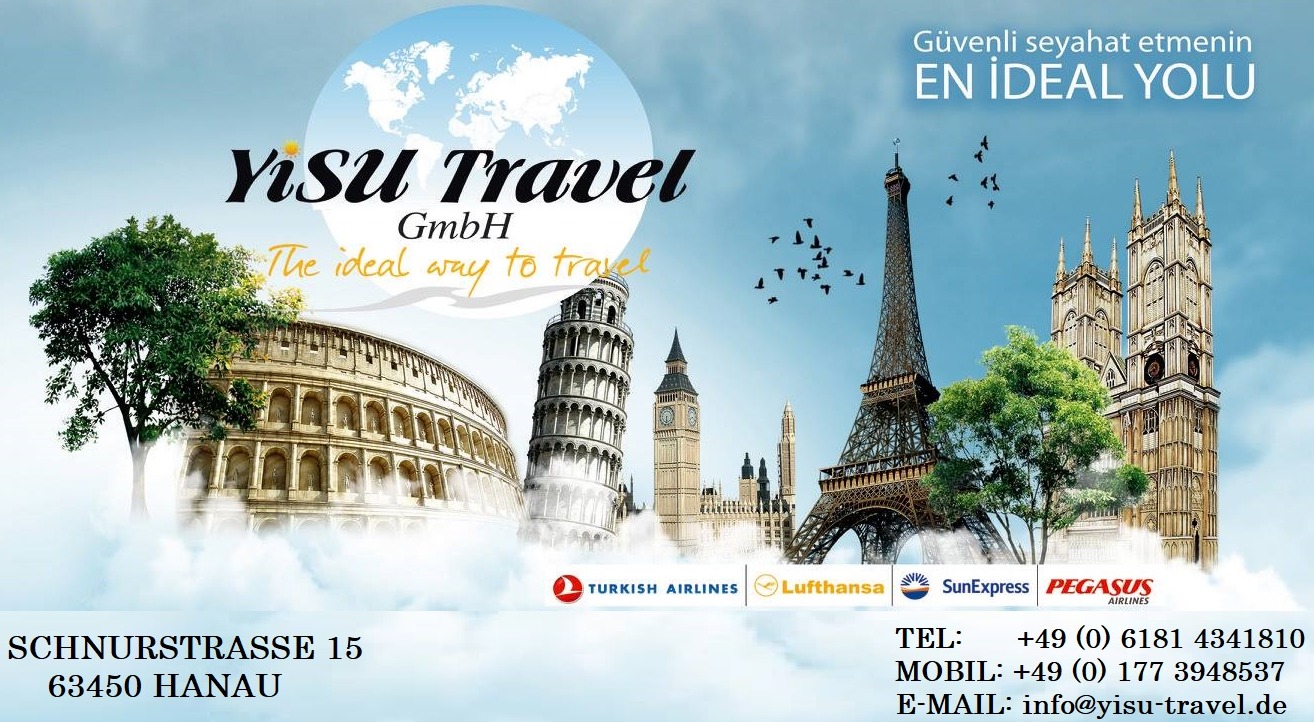 Güvenli seyahat etmenin
EN İDEAL YOLU
YiSU Travel
GmbH
The ideal way to travel
TURKISH AIRLINES
Lufthansa
SunExpress
PEGASUS
AIRLINES
SCHNURSTRASSE 15
63450 HANAU
TEL: +49 (0) 6181 4341810
MOBIL: +49 (0) 177 3948537
E-MAIL: info@yisu-travel.de